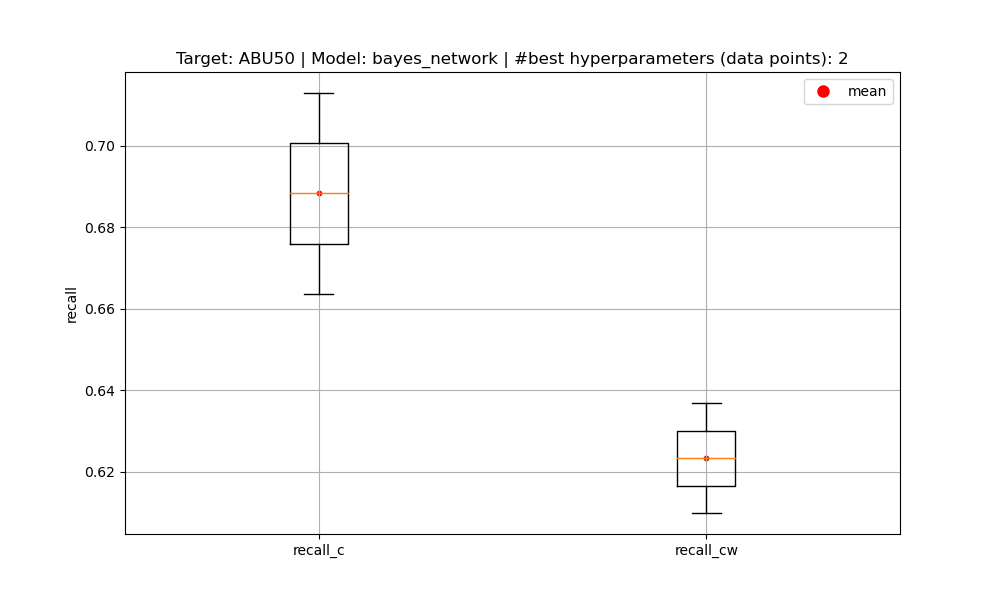 Target: ABU50 | Model: bayes_network | #best hyperparameters (data points): 2
mean
0.70
0.68
0.66
0.64
0.62
recall
recall_c
recall_cw